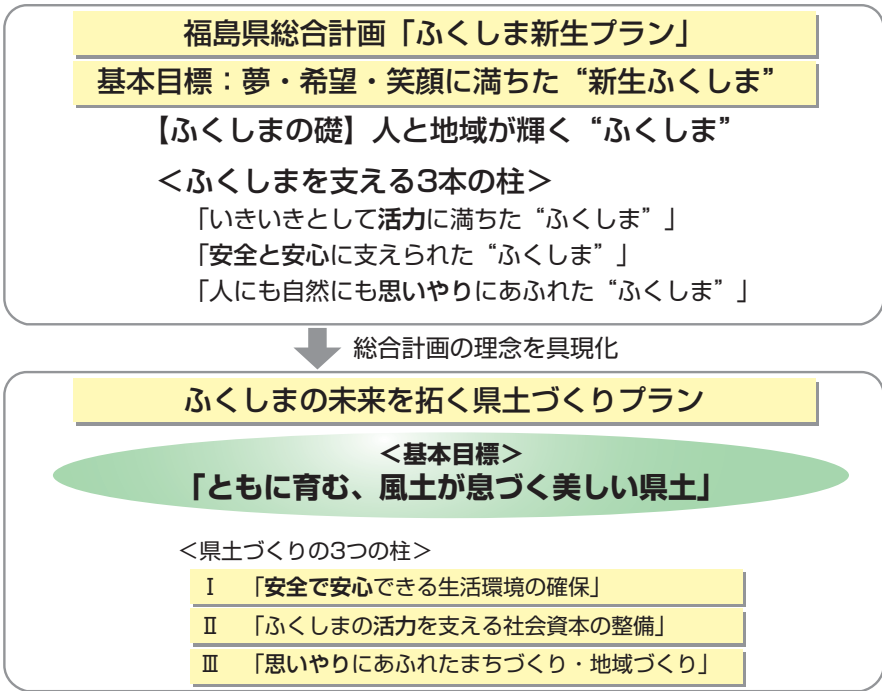 福島県総合計画「ふくしま新生プラン」
基本目標：夢・希望・笑顔に満ちた“新生ふくしま”
【ふくしまの礎】人と地域が輝く“ふくしま”
＜ふくしまを支える3本の柱＞
「いきいきとして活力に満ちた“ふくしま”」
「安全と安心に支えられた“ふくしま”」
「人にも自然にも思いやりにあふれた“ふくしま”」
総合計画の理念を具現化
ふくしまの未来を拓く県土づくりプラン
＜基本目標＞
「ともに育む、風土が息づく美しい県土」
＜県土づくりの3つの柱＞
Ⅰ　「安全で安心できる生活環境の確保」
Ⅱ　「ふくしまの活力を支える社会資本の整備」
Ⅲ　「思いやりにあふれたまちづくり・地域づくり」